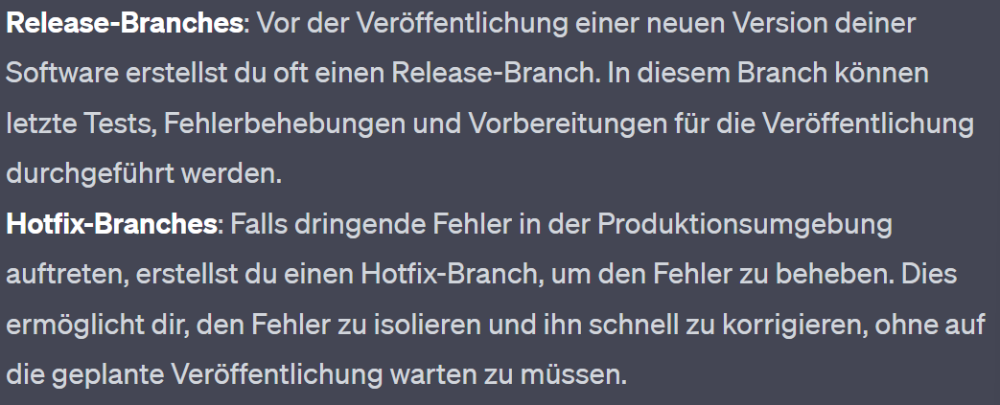 Release-Branches: Vor der Veröffentlichung einer neuen Version deiner
Software erstellst du oft einen Release-Branch. In diesem Branch können
letzte Tests, Fehlerbehebungen und Vorbereitungen für die Veröffentlichung
durchgeführt werden.
Hotfix-Branches: Falls dringende Fehler in der Produktionsumgebung
auftreten, erstellst du einen Hotfix-Branch, um den Fehler zu beheben. Dies
ermöglicht dir, den Fehler zu isolieren und ihn schnell zu korrigieren, ohne auf
die geplante Veröffentlichung warten zu müssen.